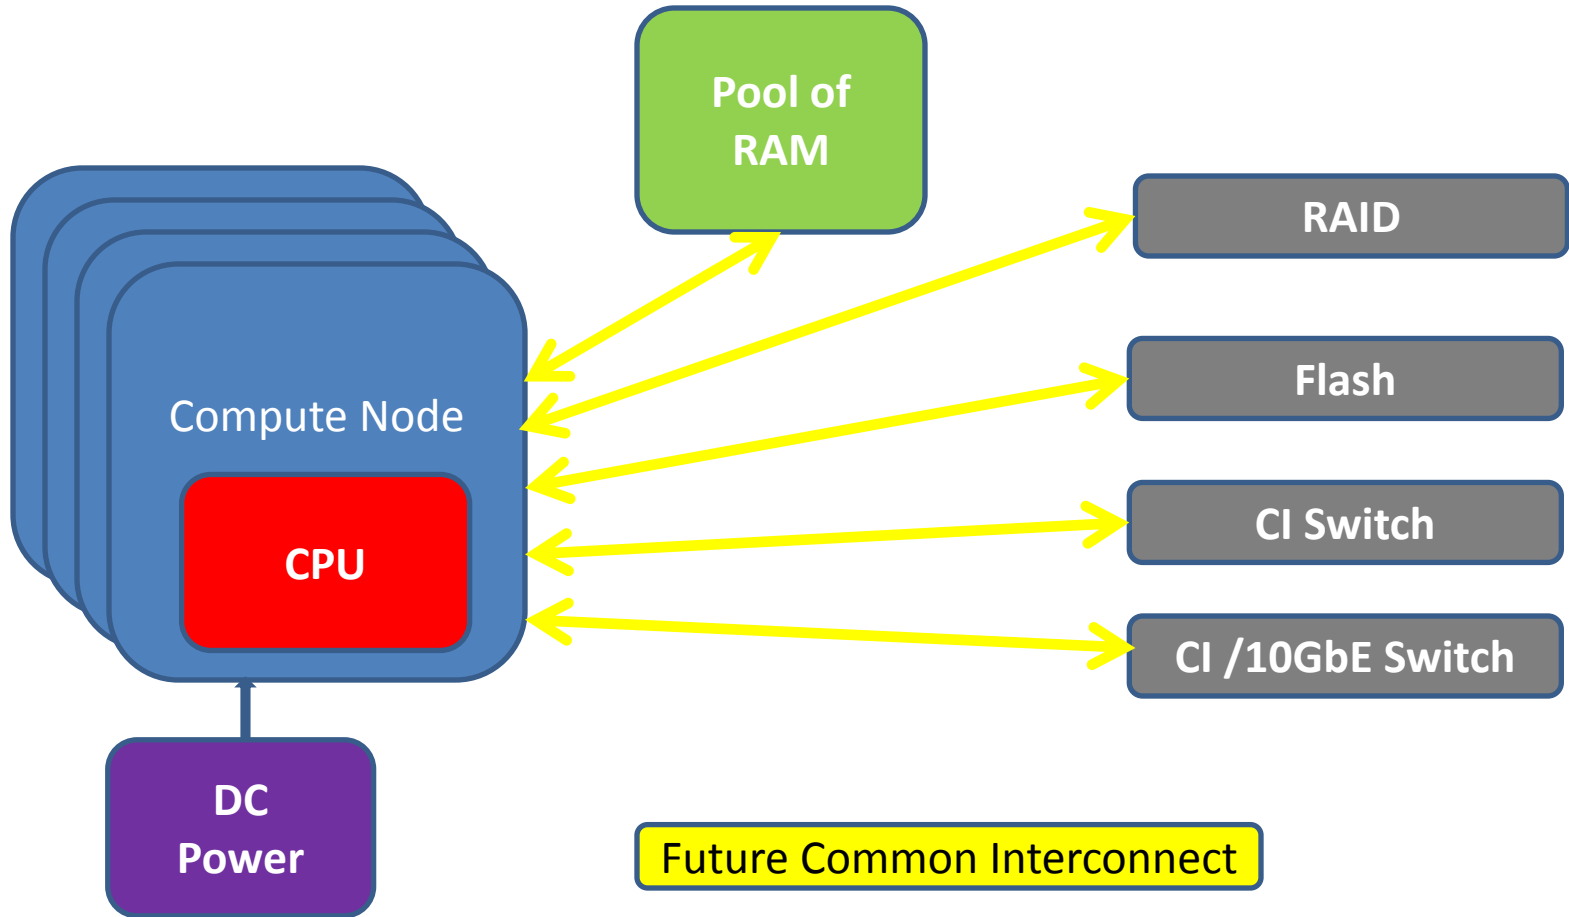 Pool of
RAM
RAID
Flash
Compute Node
CI Switch
CPU
CI /10GbE Switch
DC
Power
Future Common Interconnect